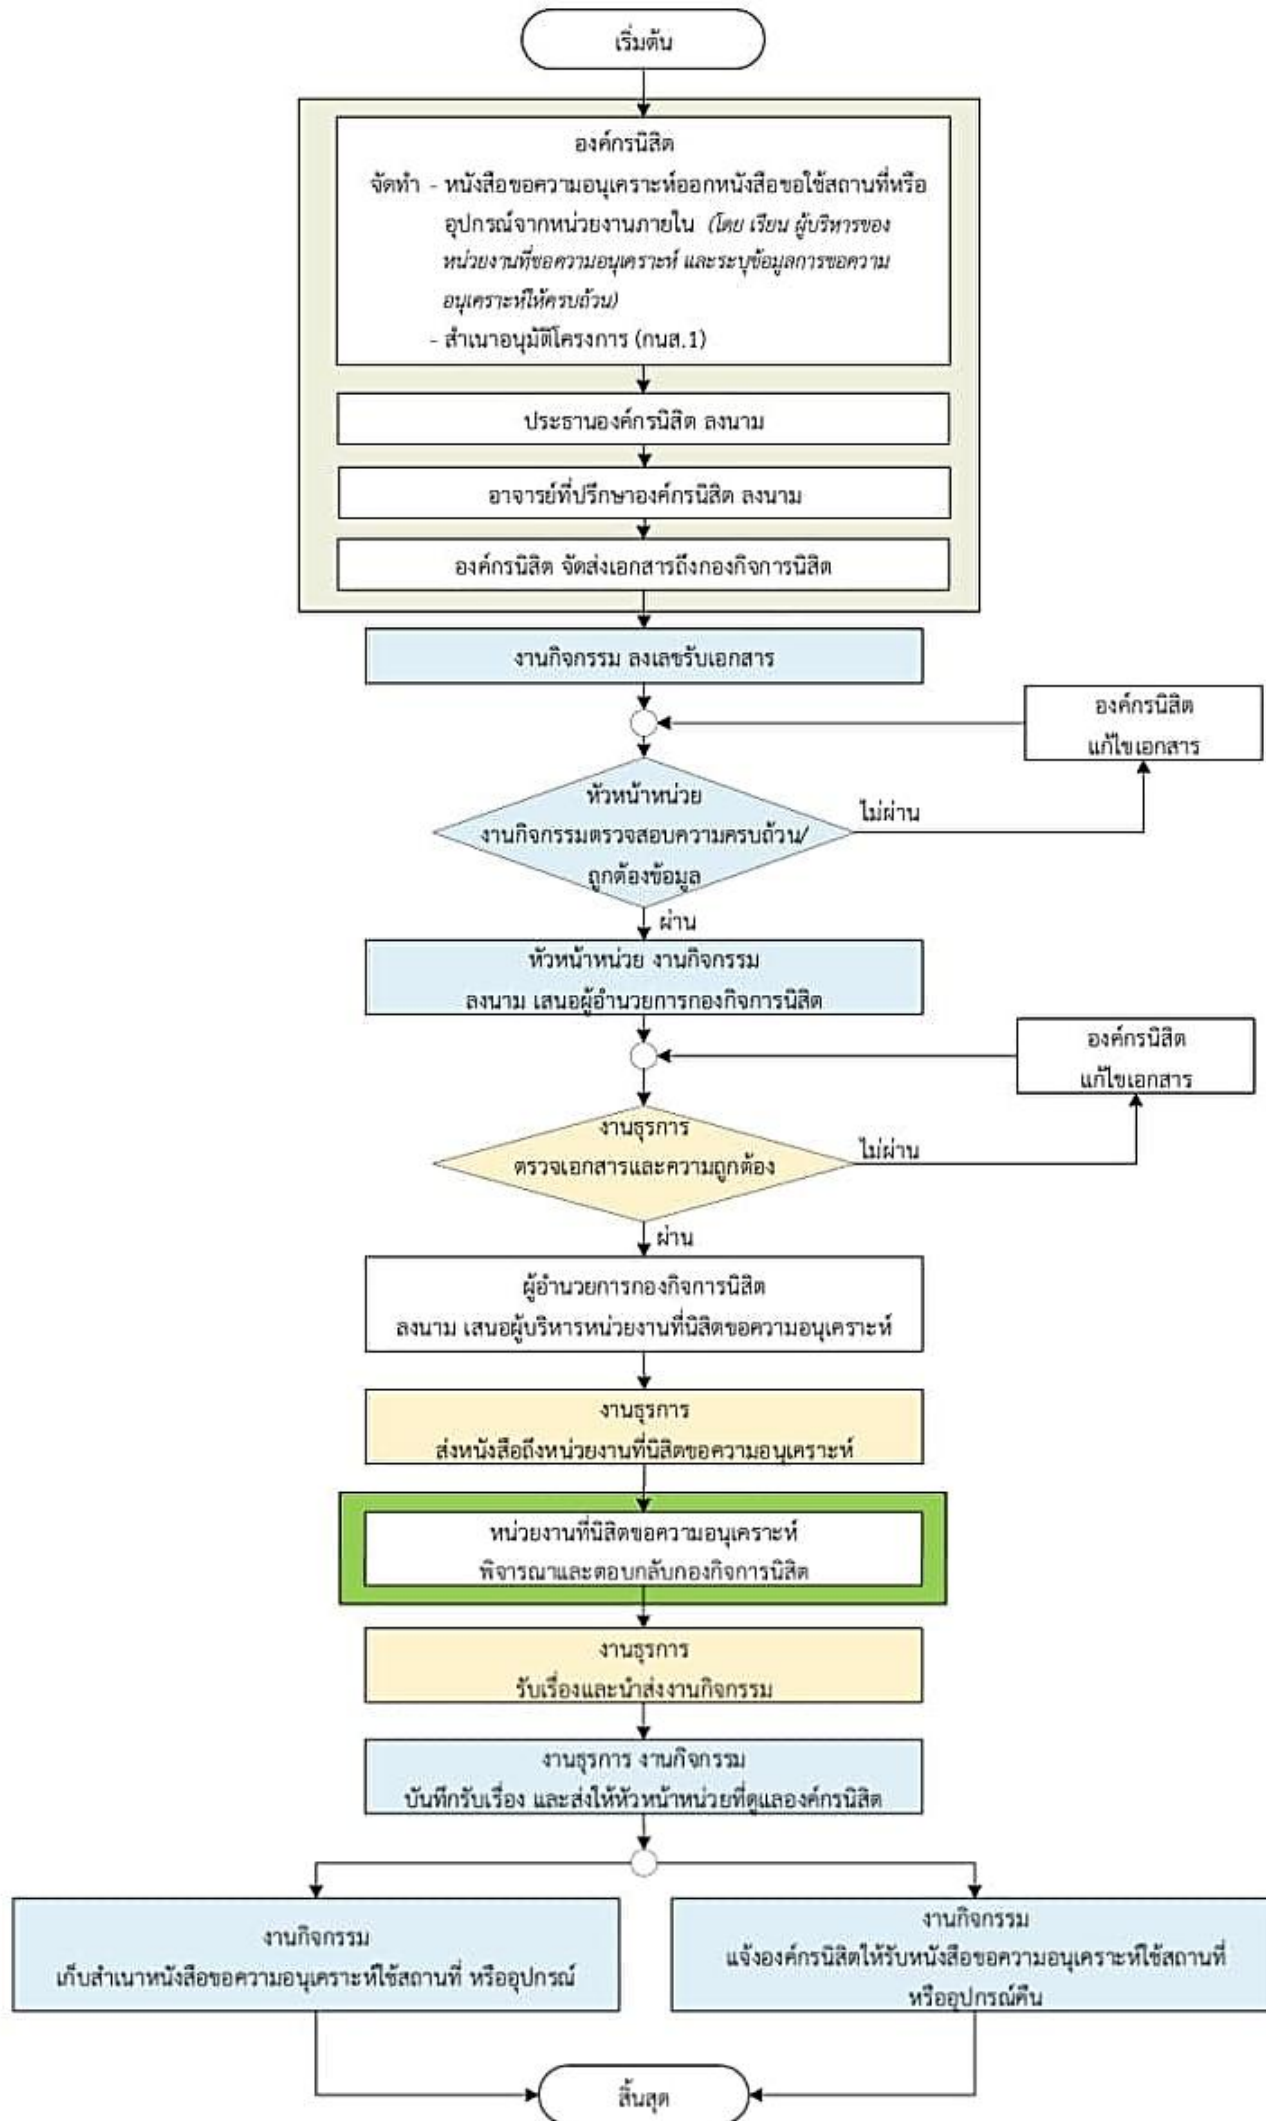 เริ่มต้น
องค์กรนิสิต
จัดทำ - หนังสือขอความอนุเคราะห์ออกหนังสือขอใช้สถานที่หรือ
อุปกรณ์จากหน่วยงานภายใน (โดย เรียน ผู้บริหารของ
หน่วยงานที่ขอความอนุเคราะห์ และระบุข้อมูลการขอความ
อนุเคราะห์ให้ครบถ้วน)
- สำเนาอนุมัติโครงการ (กนส.1)
ประธานองค์กรนิสิต ลงนาม
อาจารย์ที่ปรึกษาองค์กรนิสิต ลงนาม
องค์กรนิสิต จัดส่งเอกสารถึงกองกิจการนิสิต
งานกิจกรรม ลงเลขรับเอกสาร
องค์กรนิสิต
แก้ไขเอกสาร
หัวหน้าหน่วย
งานกิจกรรมตรวจสอบความครบถ้วน/
ถูกต้องข้อมูล
ไม่ผ่าน
ผ่าน
หัวหน้าหน่วย งานกิจกรรม
ลงนาม เสนอผู้อำนวยการกองกิจการนิสิต
องค์กรนิสิต
แก้ไขเอกสาร
งานธุรการ
ตรวจเอกสารและความถูกต้อง
ไม่ผ่าน
ผ่าน
ผู้อำนวยการกองกิจการนิสิต
ลงนาม เสนอผู้บริหารหน่วยงานที่นิสิตขอความอนุเคราะห์
งานธุรการ
ส่งหนังสือถึงหน่วยงานที่นิสิตขอความอนุเคราะห์
หน่วยงานที่นิสิตขอความอนุเคราะห์
พิจารณาและตอบกลับกองกิจการนิสิต
งานธุรการ
รับเรื่องและนำส่งงานกิจกรรม
งานธุรการ งานกิจกรรม
บันทึกรับเรื่อง และส่งให้หัวหน้าหน่วยที่ดูแลองค์กรนิสิต
งานกิจกรรม
เก็บสำเนาหนังสือขอความอนุเคราะห์ใช้สถานที่ หรืออุปกรณ์
งานกิจกรรม
แจ้งองค์กรนิสิตให้รับหนังสือขอความอนุเคราะห์ใช้สถานที่
หรืออุปกรณ์คืน
สิ้นสุด